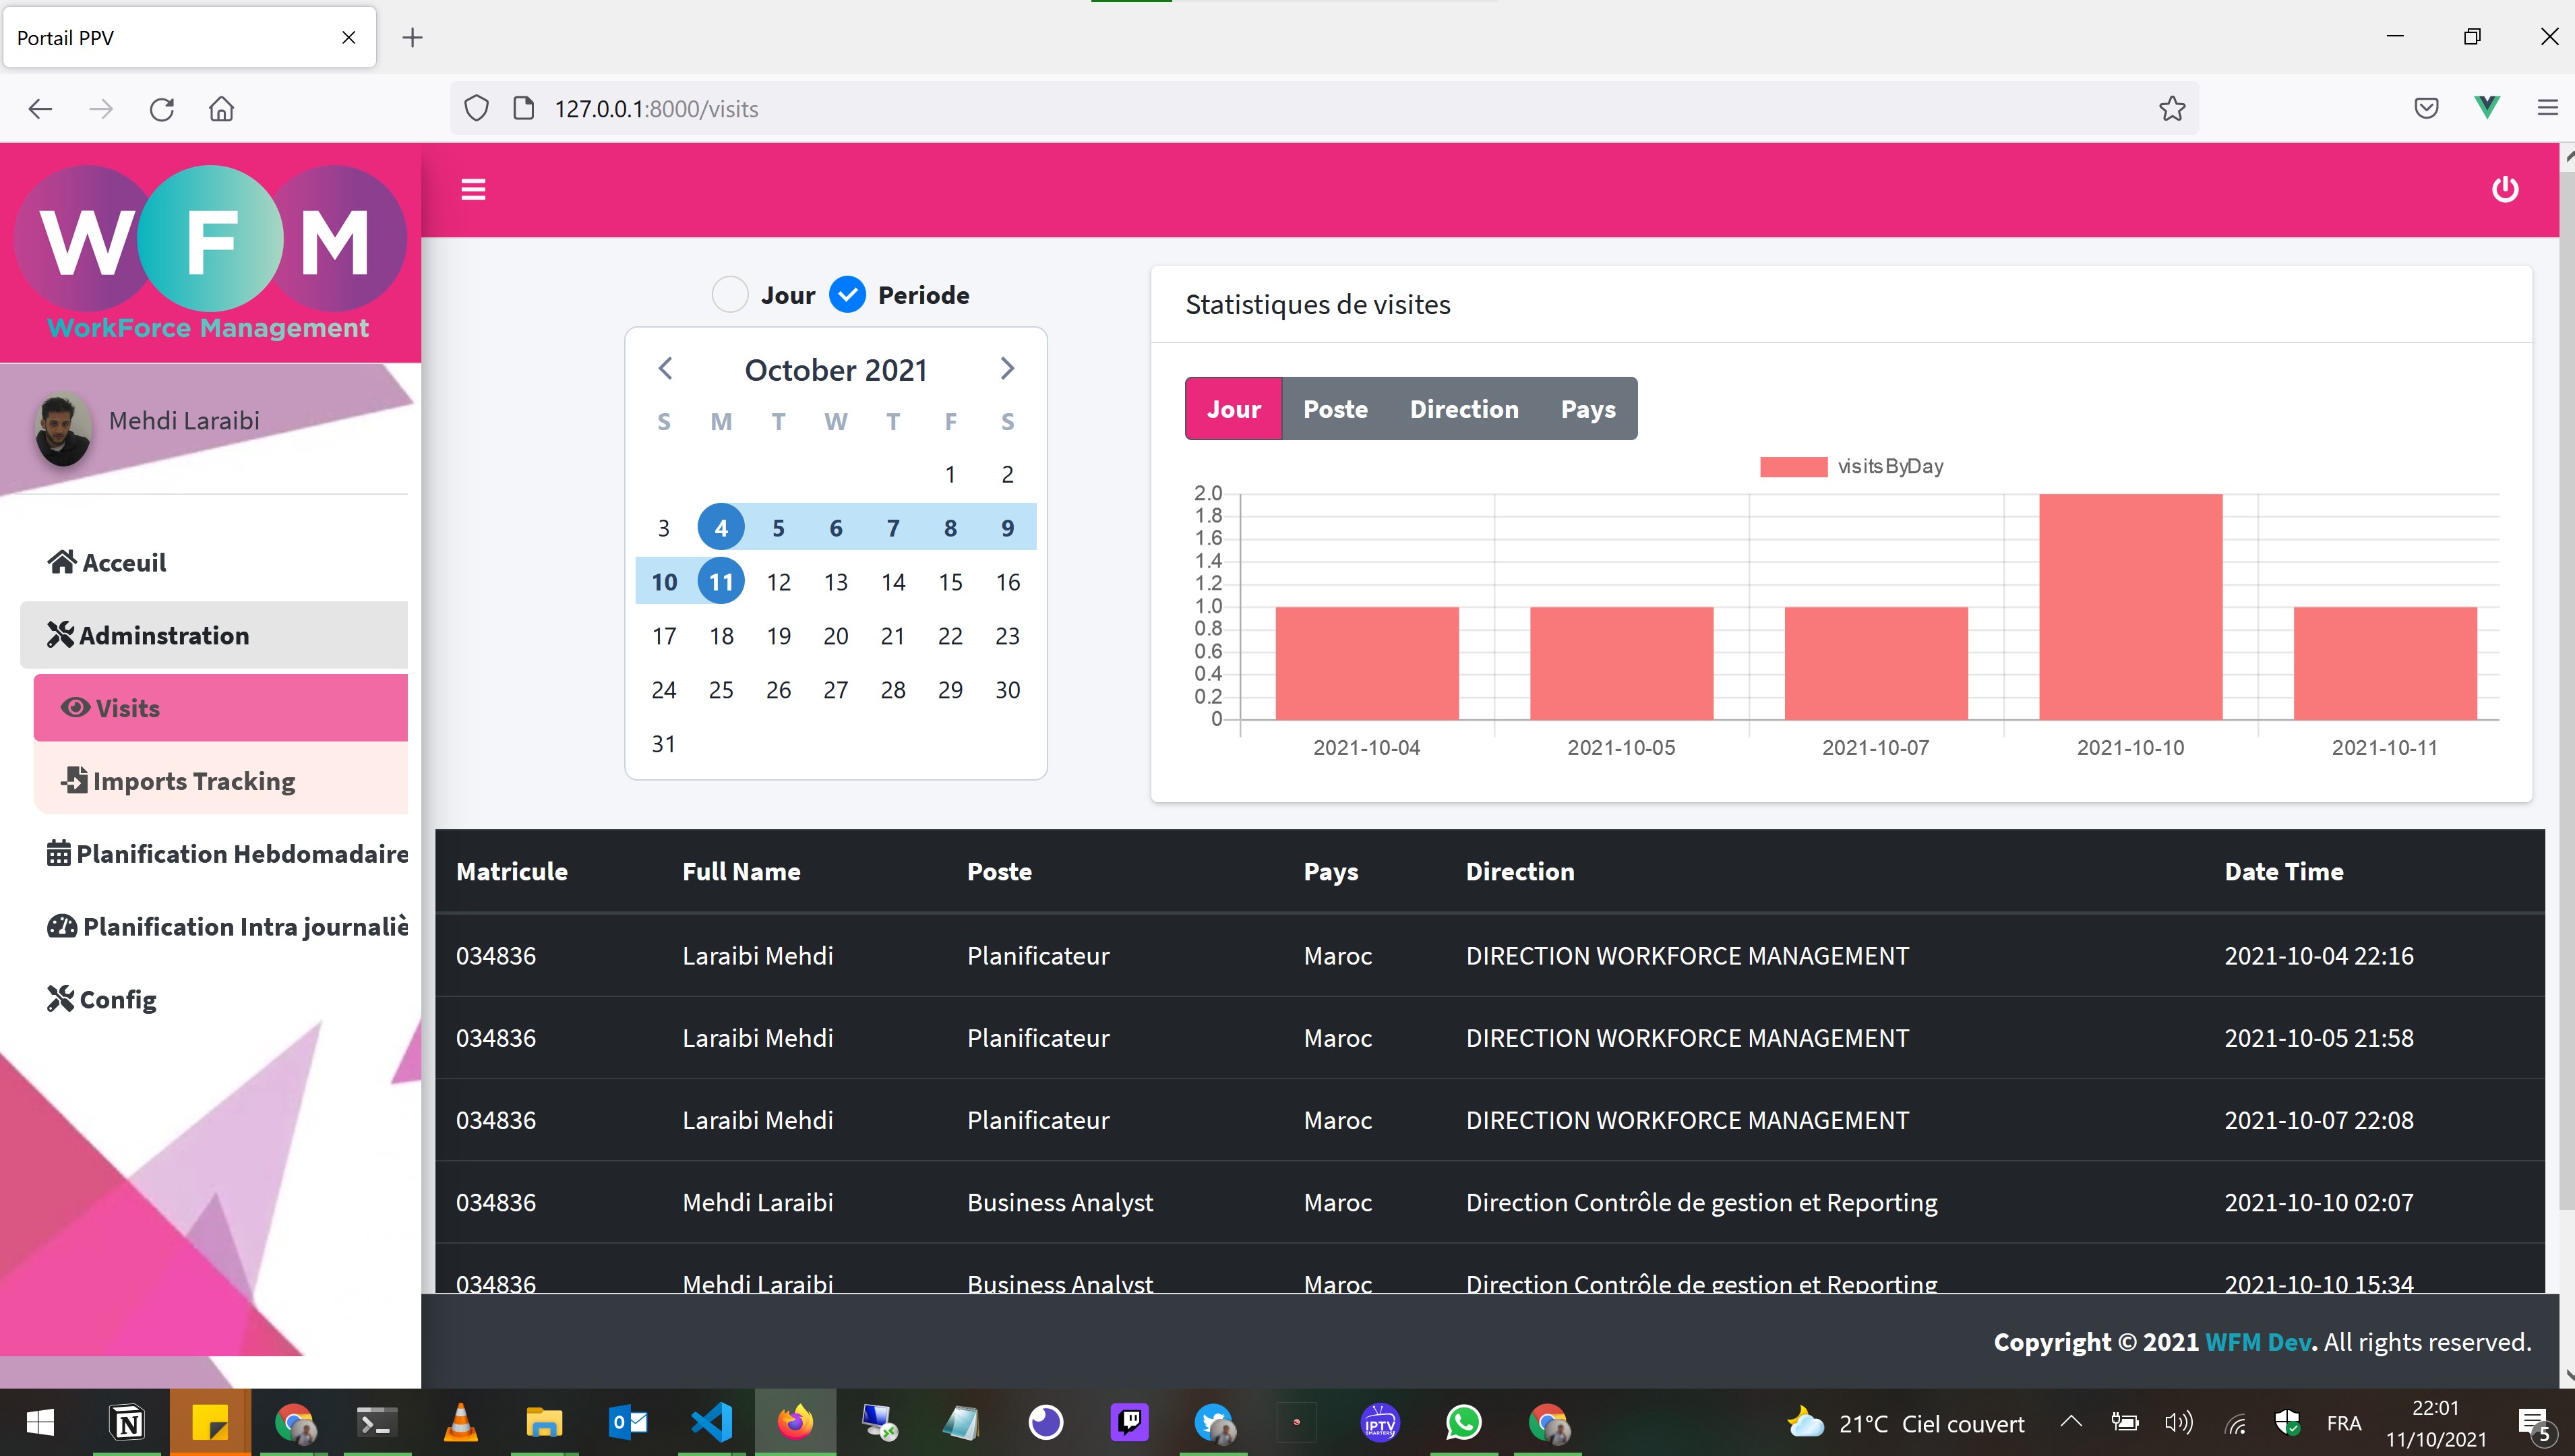 Portail PPV
127.0.0.1:8000/visits
W F M
WorkForce Management
Mehdi Laraibi
Acceuil
Adminstration
Visits
Imports Tracking
Planification Hebdomadaire
Planification Intra journaliè
Config
Jour Periode
October 2021
S M T W T F S
1 2
3 4 5 6 7 8 9
10 11 12 13 14 15 16
17 18 19 20 21 22 23
24 25 26 27 28 29 30
31
Statistiques de visites
Jour Poste Direction Pays
visitsByDay
2.0
1.8
1.6
1.4
1.2
1.0
0.8
0.6
0.4
0.2
0
2021-10-04 2021-10-05 2021-10-07 2021-10-10 2021-10-11
Matricule Full Name Poste Pays Direction Date Time
034836 Laraibi Mehdi Planificateur Maroc DIRECTION WORKFORCE MANAGEMENT 2021-10-04 22:16
034836 Laraibi Mehdi Planificateur Maroc DIRECTION WORKFORCE MANAGEMENT 2021-10-05 21:58
034836 Laraibi Mehdi Planificateur Maroc DIRECTION WORKFORCE MANAGEMENT 2021-10-07 22:08
034836 Mehdi Laraibi Business Analyst Maroc Direction Contrôle de gestion et Reporting 2021-10-10 02:07
034836 Mehdi Laraibi Business Analyst Maroc Direction Contrôle de gestion et Reporting 2021-10-10 15:34
Copyright © 2021 WFM Dev. All rights reserved.
N
O
IPTV
SMARTERS
21°C Ciel couvert
FRA
22:01
11/10/2021
5